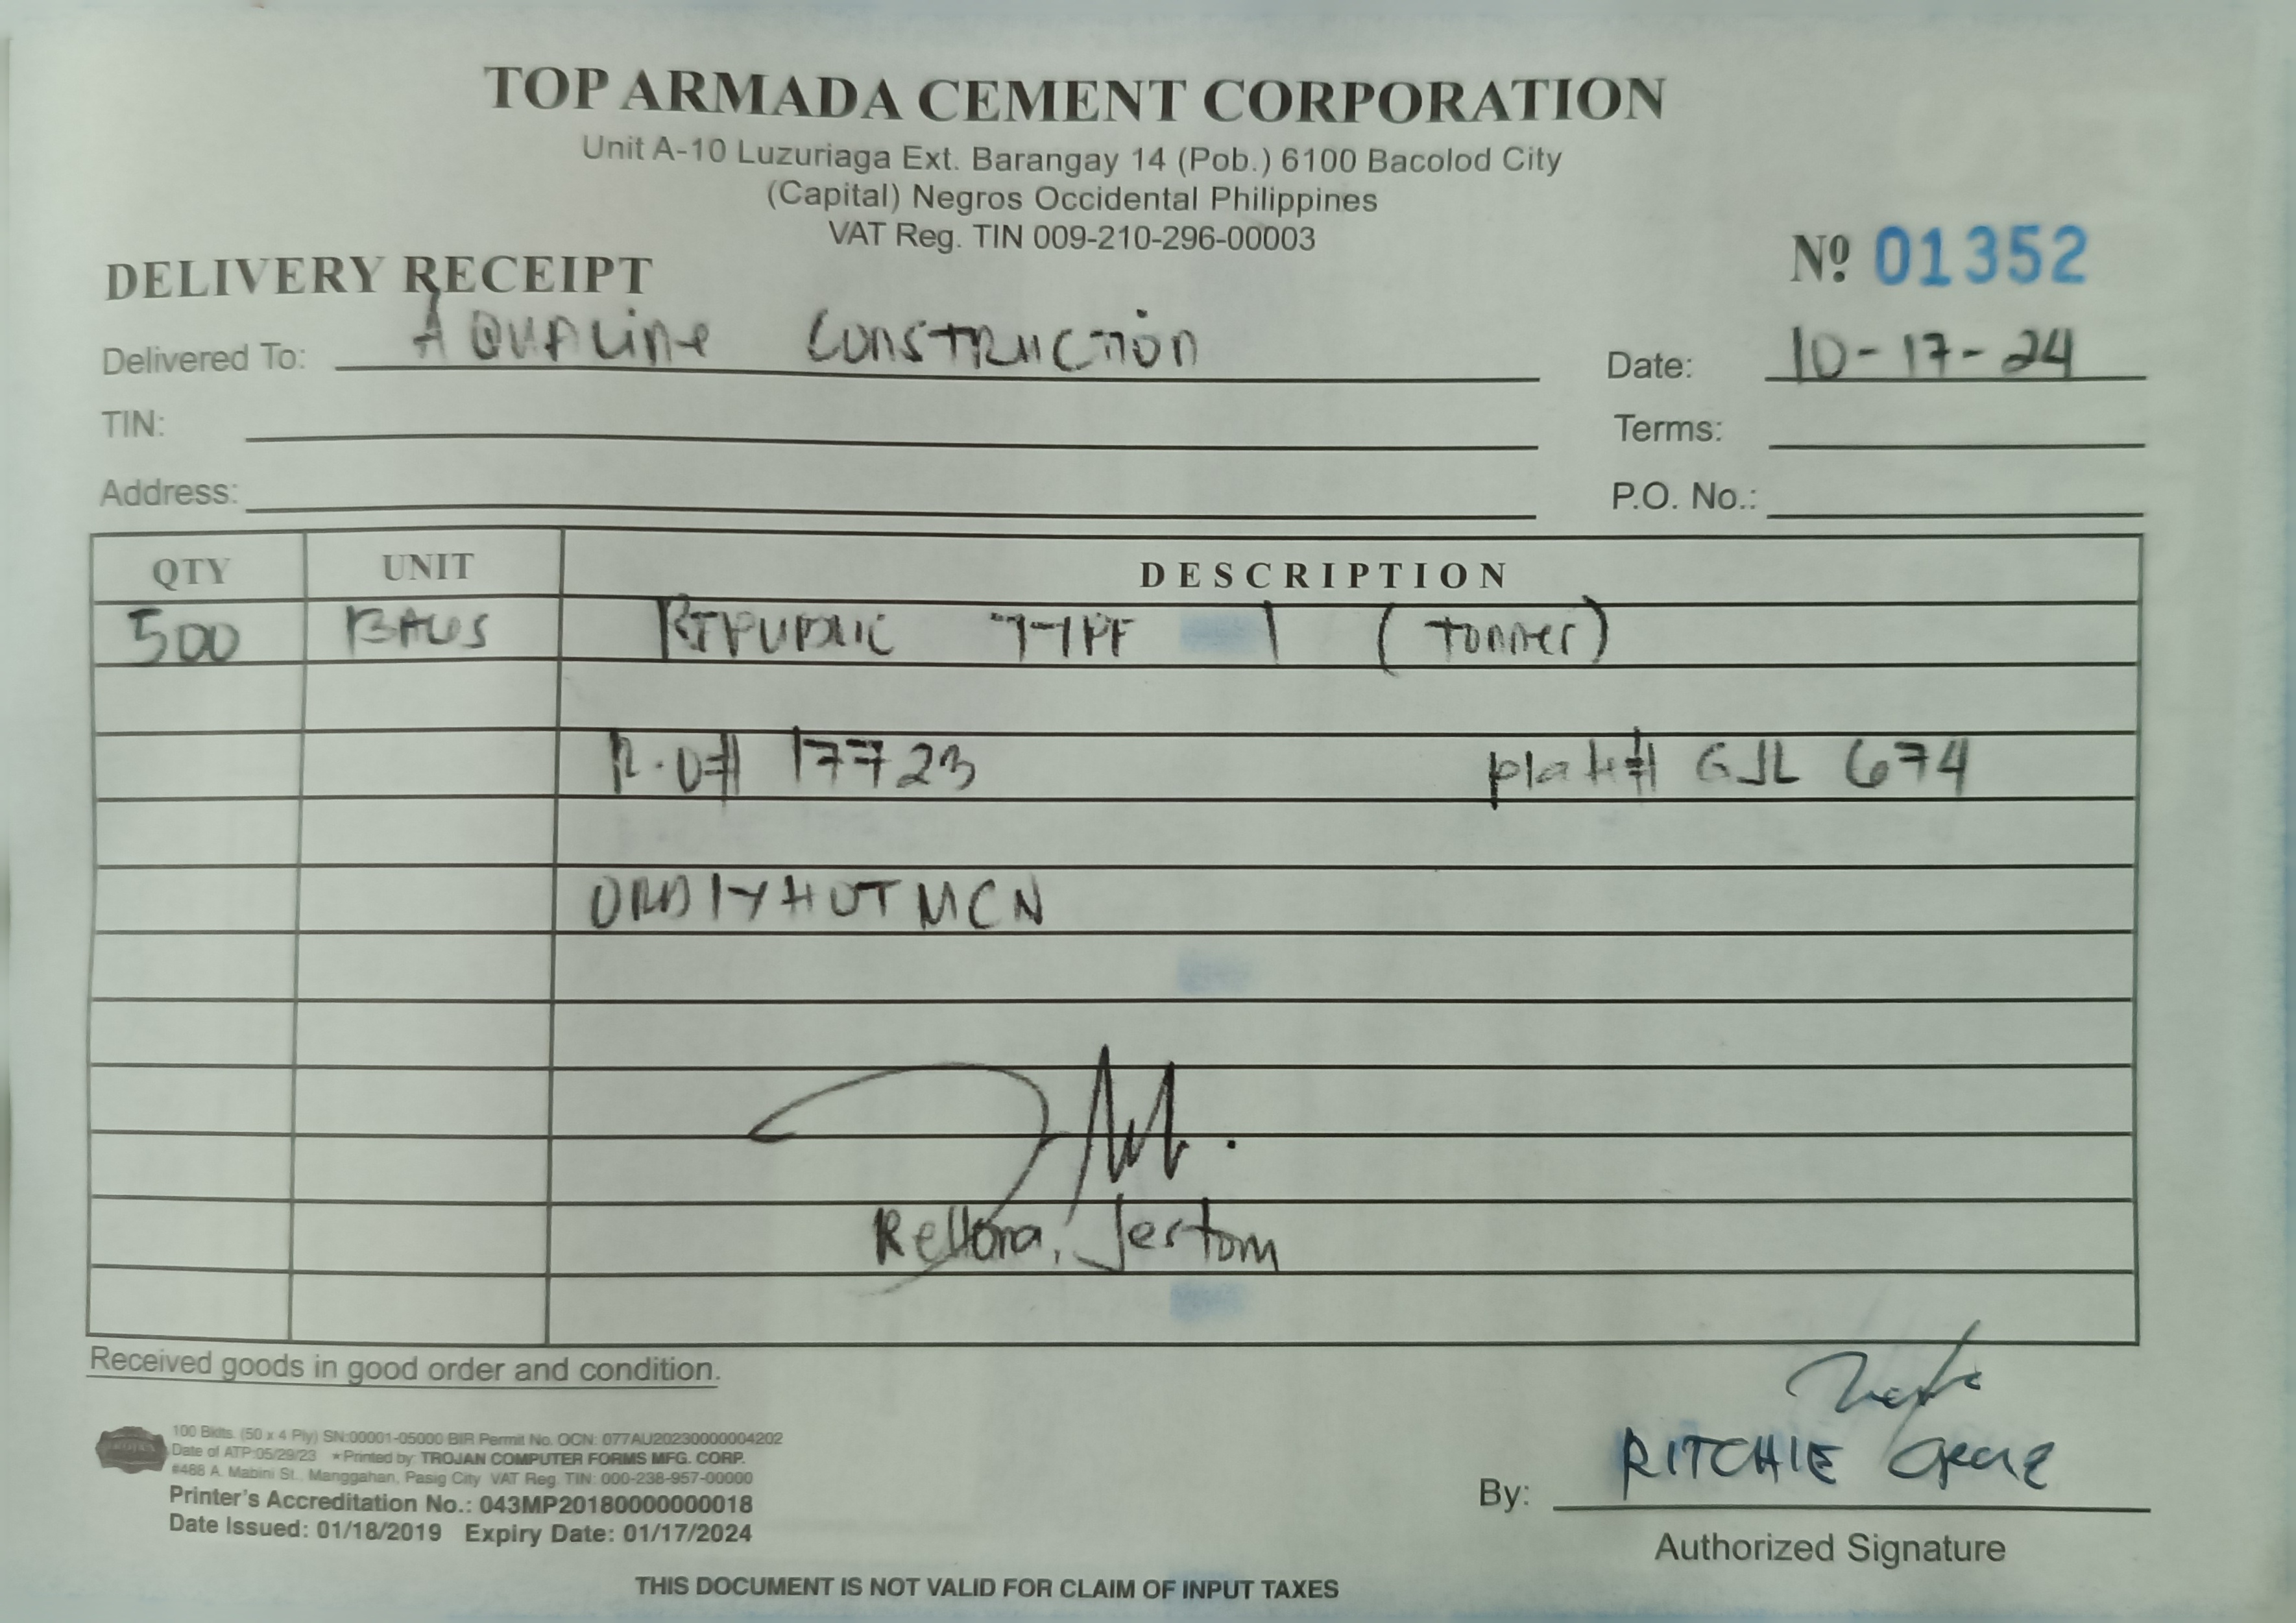 TOP ARMADA CEMENT CORPORATION
Unit A-10 Luzuriaga Ext. Barangay 14 (Pob.) 6100 Bacolod City
(Capital) Negros Occidental Philippines
VAT Reg. TIN 009-210-296-00003
DELIVERY RECEIPT
Nº 01352
Delivered To: AQUALINE CONSTRUCTION
Date: 10-17-24
TIN:
Terms:
Address:
P.O. No.:
QTY UNIT DESCRIPTION
500 BAGS REPUBLIC TYPE 1 (tonner)
R.O# 17723 plate# GJL 674
Rellora, Jestom
Received goods in good order and condition.
100 Bklts. (50 x 4 Ply) SN:00001-05000 BIR Permit No. OCN: 077AU20230000004202
Date of ATP:05/29/23 *Printed by: TROJAN COMPUTER FORMS MFG. CORP.
#488 A. Mabini St., Manggahan, Pasig City VAT Reg. TIN: 000-238-957-00000
Printer's Accreditation No.: 043MP20180000000018
Date Issued: 01/18/2019 Expiry Date: 01/17/2024
By: RITCHIE
Authorized Signature
THIS DOCUMENT IS NOT VALID FOR CLAIM OF INPUT TAXES